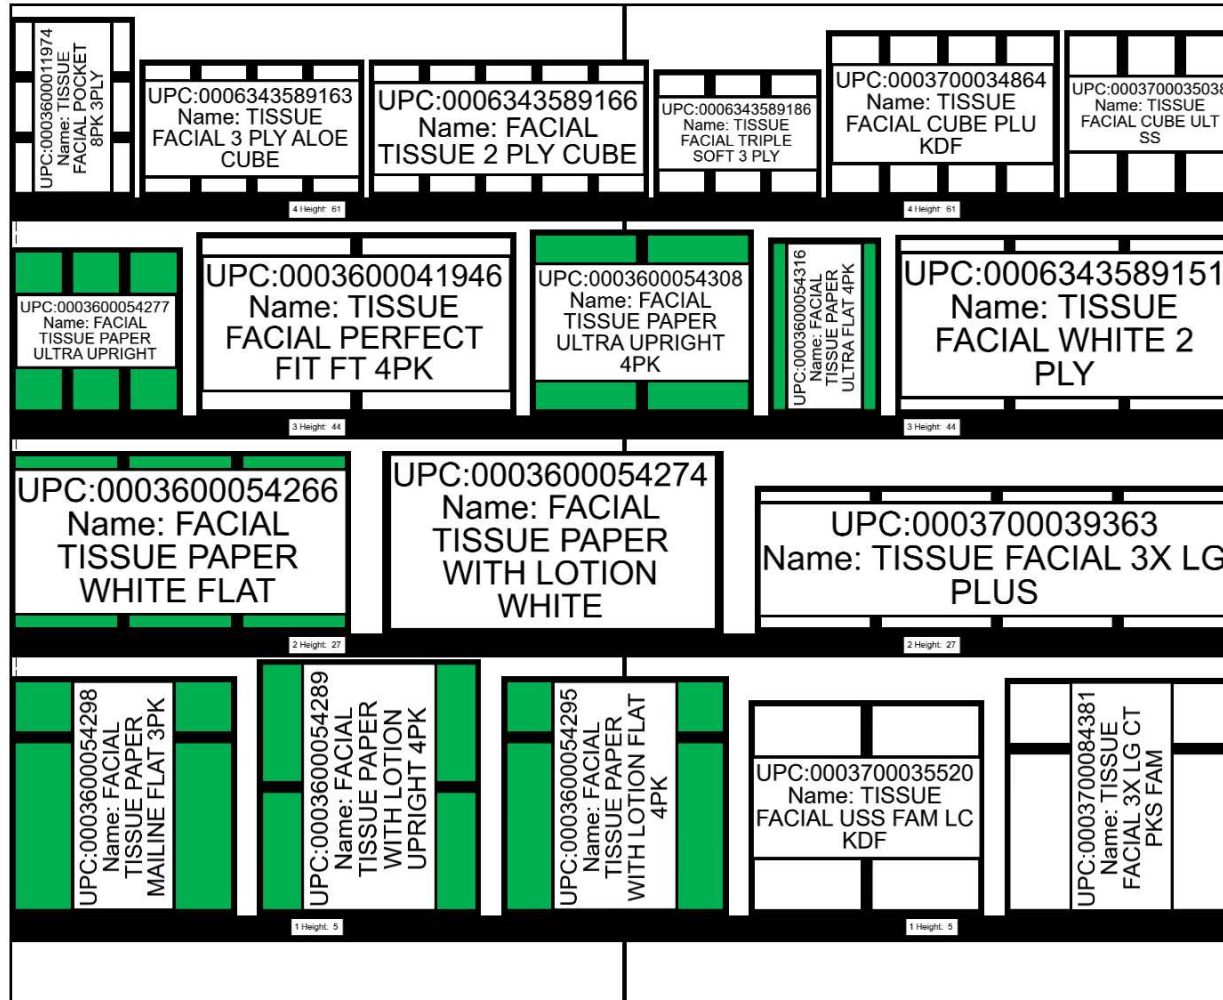 UPC:0003600011974
Name: TISSUE
FACIAL POCKET
8PK 3PLY
UPC:0006343589163
Name: TISSUE
FACIAL 3 PLY ALOE
CUBE
UPC:0006343589166
Name: FACIAL
TISSUE 2 PLY CUBE
UPC:0006343589186
Name: TISSUE
FACIAL TRIPLE
SOFT 3 PLY
UPC:0003700034864
Name: TISSUE
FACIAL CUBE PLU
KDF
UPC:0003700035038
Name: TISSUE
FACIAL CUBE ULT
SS
4 Height: 61
4 Height: 61
UPC:0003600054277
Name: FACIAL
TISSUE PAPER
ULTRA UPRIGHT
UPC:0003600041946
Name: TISSUE
FACIAL PERFECT
FIT FT 4PK
UPC:0003600054308
Name: FACIAL
TISSUE PAPER
ULTRA UPRIGHT
4PK
UPC:0003600054316
Name: FACIAL
TISSUE PAPER
ULTRA FLAT 4PK
UPC:0006343589151
Name: TISSUE
FACIAL WHITE 2
PLY
3 Height: 44
3 Height: 44
UPC:0003600054266
Name: FACIAL
TISSUE PAPER
WHITE FLAT
UPC:0003600054274
Name: FACIAL
TISSUE PAPER
WITH LOTION
WHITE
UPC:0003700039363
Name: TISSUE FACIAL 3X LG
PLUS
2 Height: 27
2 Height: 27
UPC:0003600054298
Name: FACIAL
TISSUE PAPER
MAILINE FLAT 3PK
UPC:0003600054289
Name: FACIAL
TISSUE PAPER
WITH LOTION
UPRIGHT 4PK
UPC:0003600054295
Name: FACIAL
TISSUE PAPER
WITH LOTION FLAT
4PK
UPC:0003700035520
Name: TISSUE
FACIAL USS FAM LC
KDF
UPC:0003700084381
Name: TISSUE
FACIAL 3X LG CT
PKS FAM
1 Height: 5
1 Height: 5